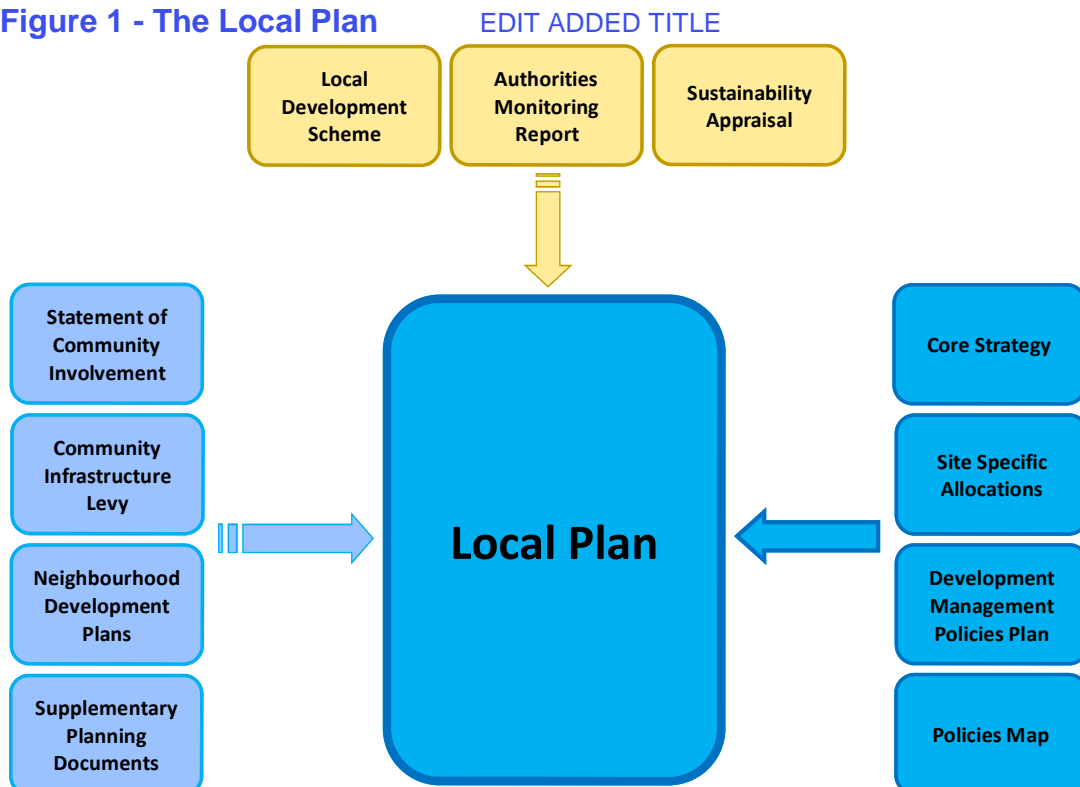 Figure 1 - The Local Plan EDIT ADDED TITLE
Local
Development
Scheme
Authorities
Monitoring
Report
Sustainability
Appraisal
Statement of
Community
Involvement
Community
Infrastructure
Levy
Neighbourhood
Development
Plans
Supplementary
Planning
Documents
Local Plan
Core Strategy
Site Specific
Allocations
Development
Management
Policies Plan
Policies Map